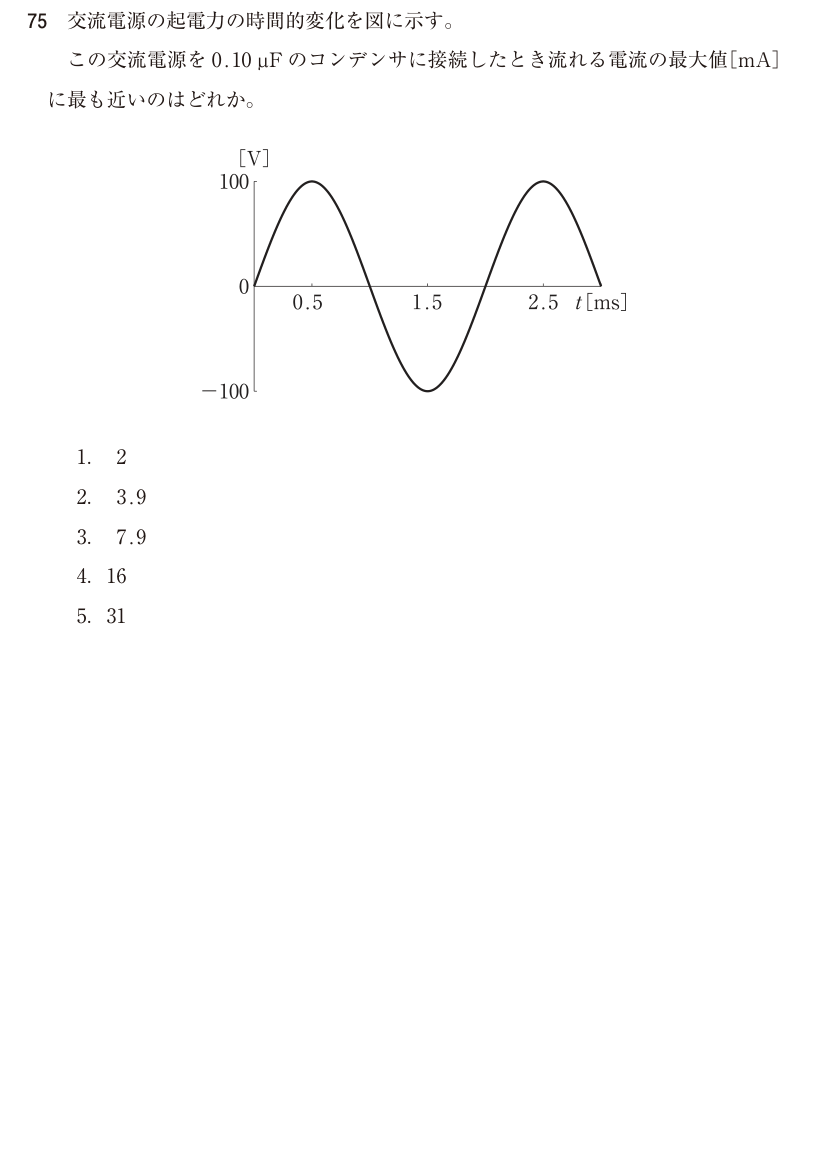 75 交流電源の起電力の時間的変化を図に示す。
この交流電源を 0.10 μF のコンデンサに接続したとき流れる電流の最大値[mA]
に最も近いのはどれか。
[V]
100
0
0.5 1.5 2.5 t[ms]
−100
1. 2
2. 3.9
3. 7.9
4. 16
5. 31